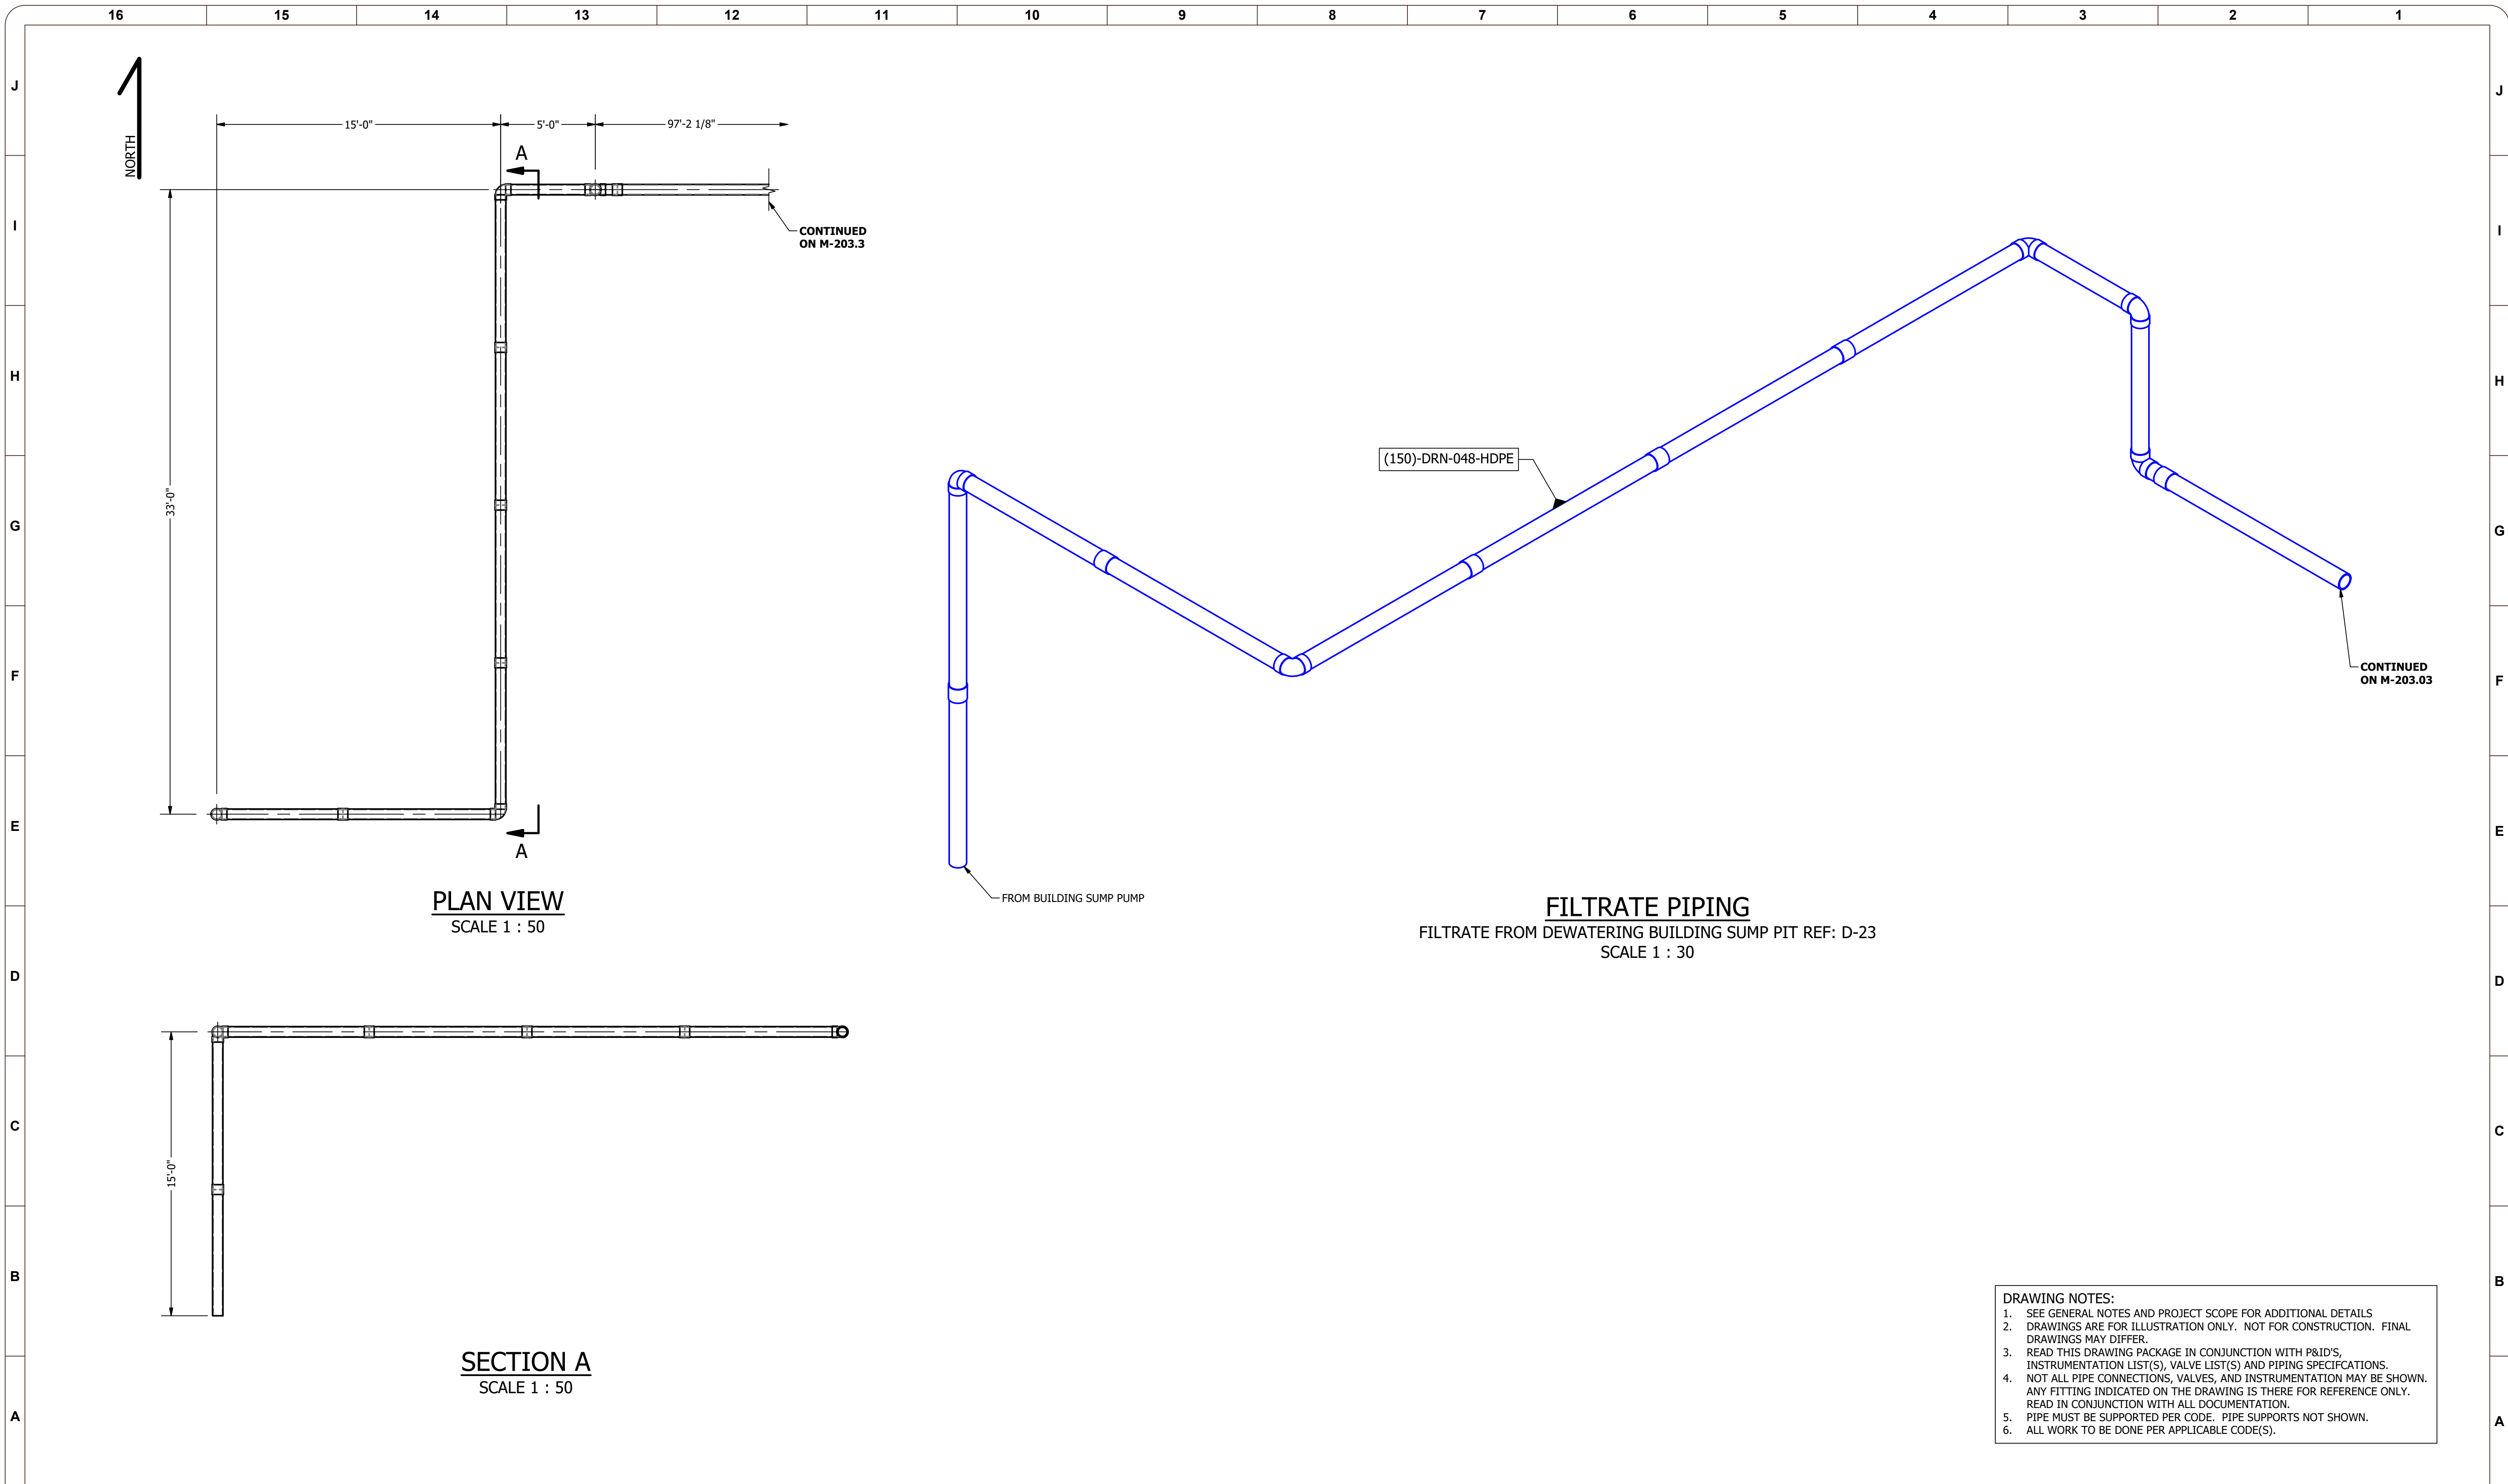 16 15 14 13 12 11 10 9 8 7 6 5 4 3 2 1
J
I
H
G
F
E
D
C
B
A
J
I
H
G
F
E
D
C
B
A
NORTH
15'-0"
5'-0"
97'-2 1/8"
A
CONTINUED
ON M-203.3
33'-0"
A
PLAN VIEW
SCALE 1 : 50
15'-0"
SECTION A
SCALE 1 : 50
(150)-DRN-048-HDPE
CONTINUED
ON M-203.03
FROM BUILDING SUMP PUMP
FILTRATE PIPING
FILTRATE FROM DEWATERING BUILDING SUMP PIT REF: D-23
SCALE 1 : 30
DRAWING NOTES:
1. SEE GENERAL NOTES AND PROJECT SCOPE FOR ADDITIONAL DETAILS
2. DRAWINGS ARE FOR ILLUSTRATION ONLY. NOT FOR CONSTRUCTION. FINAL
DRAWINGS MAY DIFFER.
3. READ THIS DRAWING PACKAGE IN CONJUNCTION WITH P&ID'S,
INSTRUMENTATION LIST(S), VALVE LIST(S) AND PIPING SPECIFCATIONS.
4. NOT ALL PIPE CONNECTIONS, VALVES, AND INSTRUMENTATION MAY BE SHOWN.
ANY FITTING INDICATED ON THE DRAWING IS THERE FOR REFERENCE ONLY.
READ IN CONJUNCTION WITH ALL DOCUMENTATION.
5. PIPE MUST BE SUPPORTED PER CODE. PIPE SUPPORTS NOT SHOWN.
6. ALL WORK TO BE DONE PER APPLICABLE CODE(S).